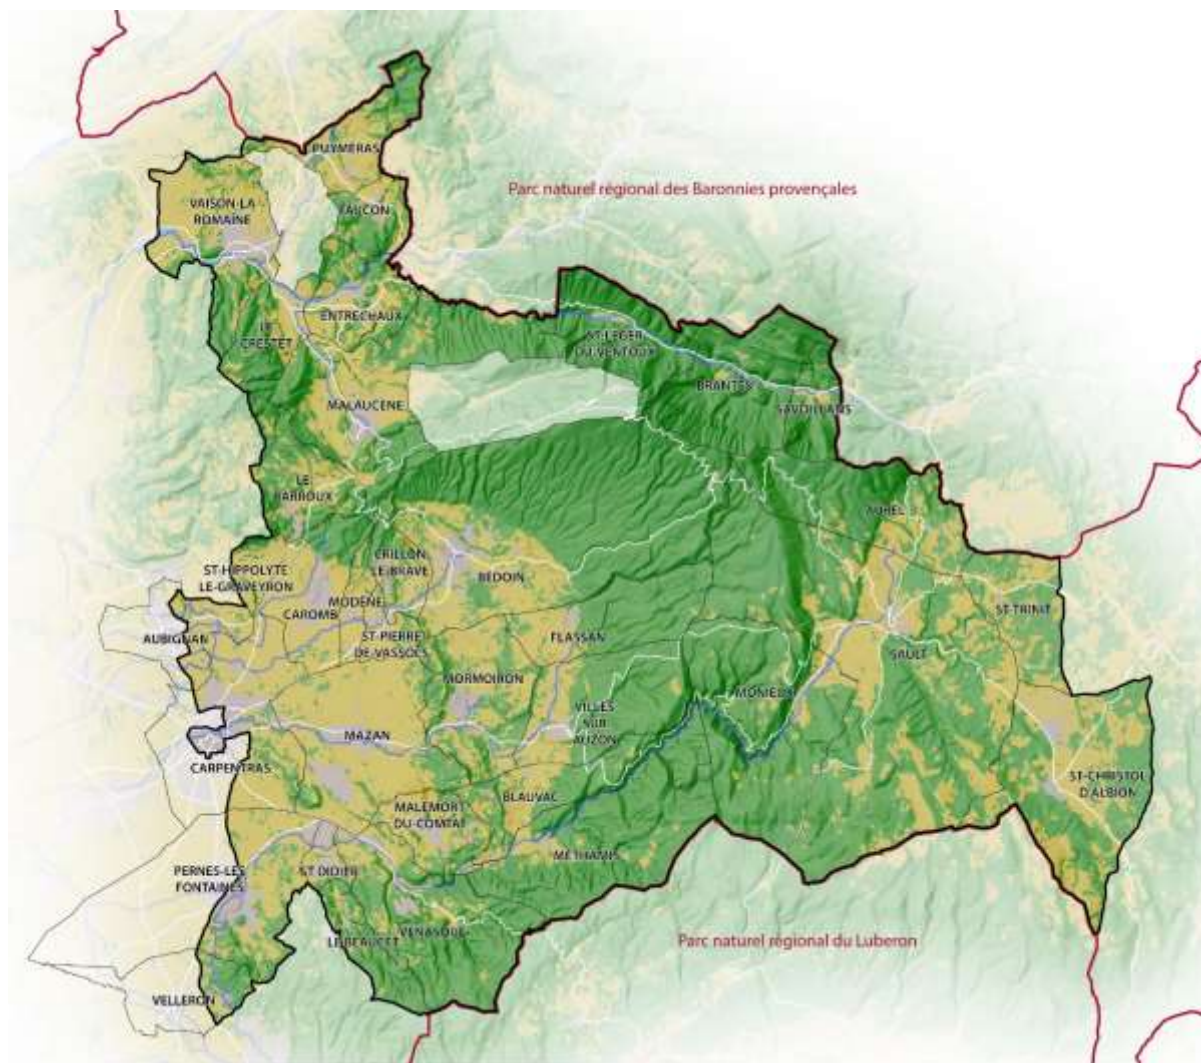 PUYMERAS
Parc naturel régional des Baronnies provençales
VAISON-LA
ROMAINE
FAUCON
ENTRECHAUX
LE
CRESTET
ST-LEGER
DU-VENTOUX
BRANTES
SAVOILLANS
MALAUCENE
LE
BARROUX
AUREL
CRILLON
LE-BRAVE
ST-HIPPOLYTE
LE-GRAVEYRON
BEDOIN
MODENE
CAROMB
ST-TRINIT
AUBIGNAN
ST-PIERRE
DE-VASSOLS
FLASSAN
SAULT
MORMOIRON
MONIEUX
VILLES
SUR
AUZON
MAZAN
CARPENTRAS
ST-CHRISTOL
D'ALBION
BLAUVAC
MALEMORT
DU-COMTAT
METHAMIS
PERNES-LES
FONTAINES
ST DIDIER
VENASQUE
LE-BEAUCET
Parc naturel régional du Luberon
VELLERON